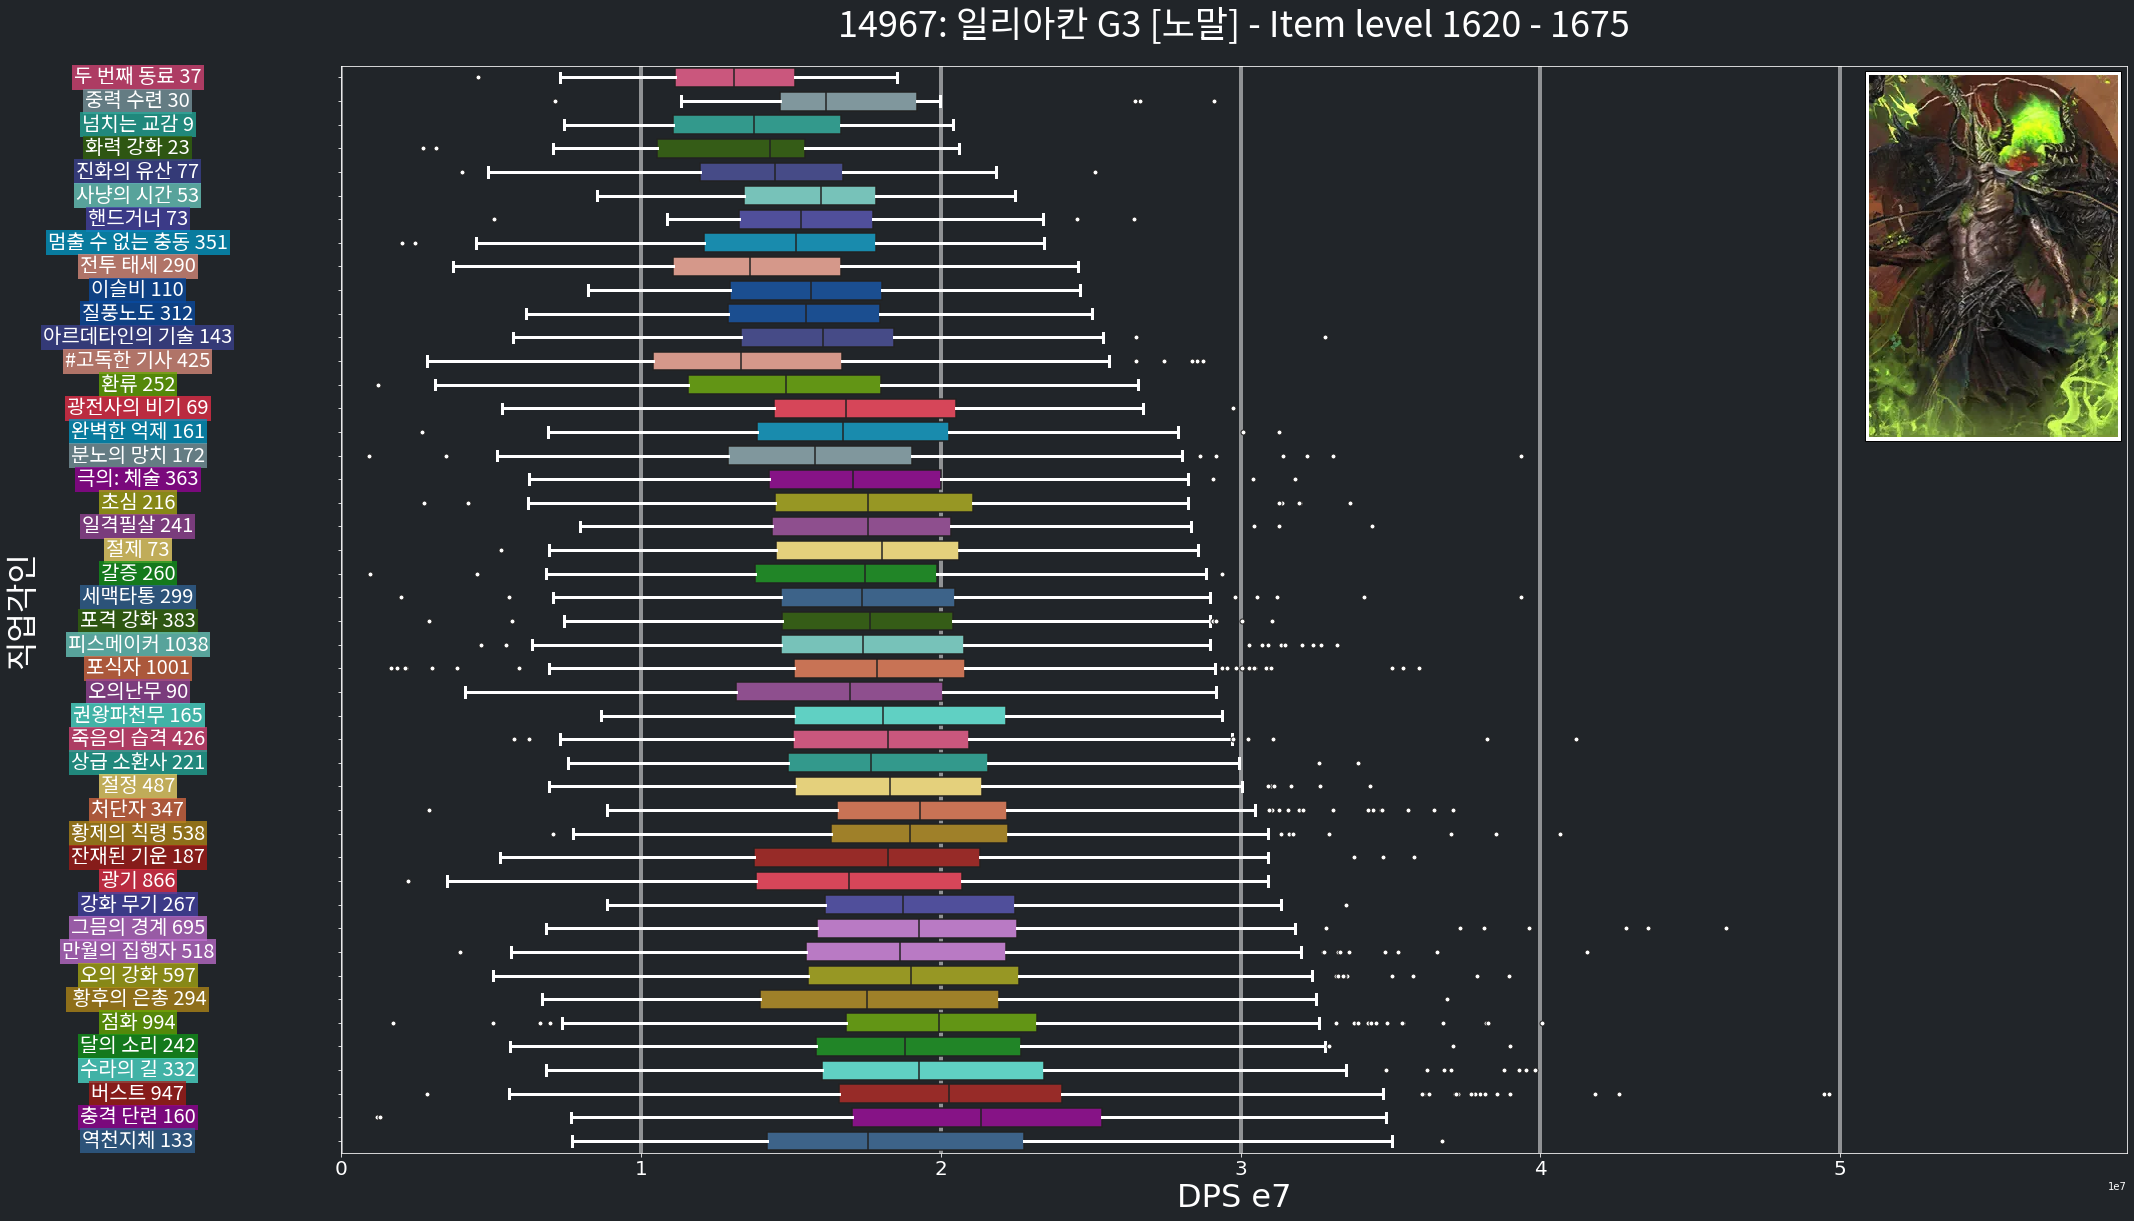 14967: 일리아칸 G3 [노말] - Item level 1620 - 1675
두 번째 동료 37
중력 수련 30
넘치는 교감 9
화력 강화 23
진화의 유산 77
사냥의 시간 53
핸드거너 73
멈출 수 없는 충동 351
전투 태세 290
이슬비 110
질풍노도 312
아르데타인의 기술 143
#고독한 기사 425
환류 252
광전사의 비기 69
완벽한 억제 161
분노의 망치 172
극의: 체술 363
초심 216
일격필살 241
절제 73
갈증 260
세맥타통 299
포격 강화 383
피스메이커 1038
포식자 1001
오의난무 90
권왕파천무 165
죽음의 습격 426
상급 소환사 221
절정 487
처단자 347
황제의 칙령 538
잔재된 기운 187
광기 866
강화 무기 267
그믐의 경계 695
만월의 집행자 518
오의 강화 597
황후의 은총 294
점화 994
달의 소리 242
수라의 길 332
버스트 947
충격 단련 160
역천지체 133
직업각인
0 1 2 3 4 5
DPS e7
1e7